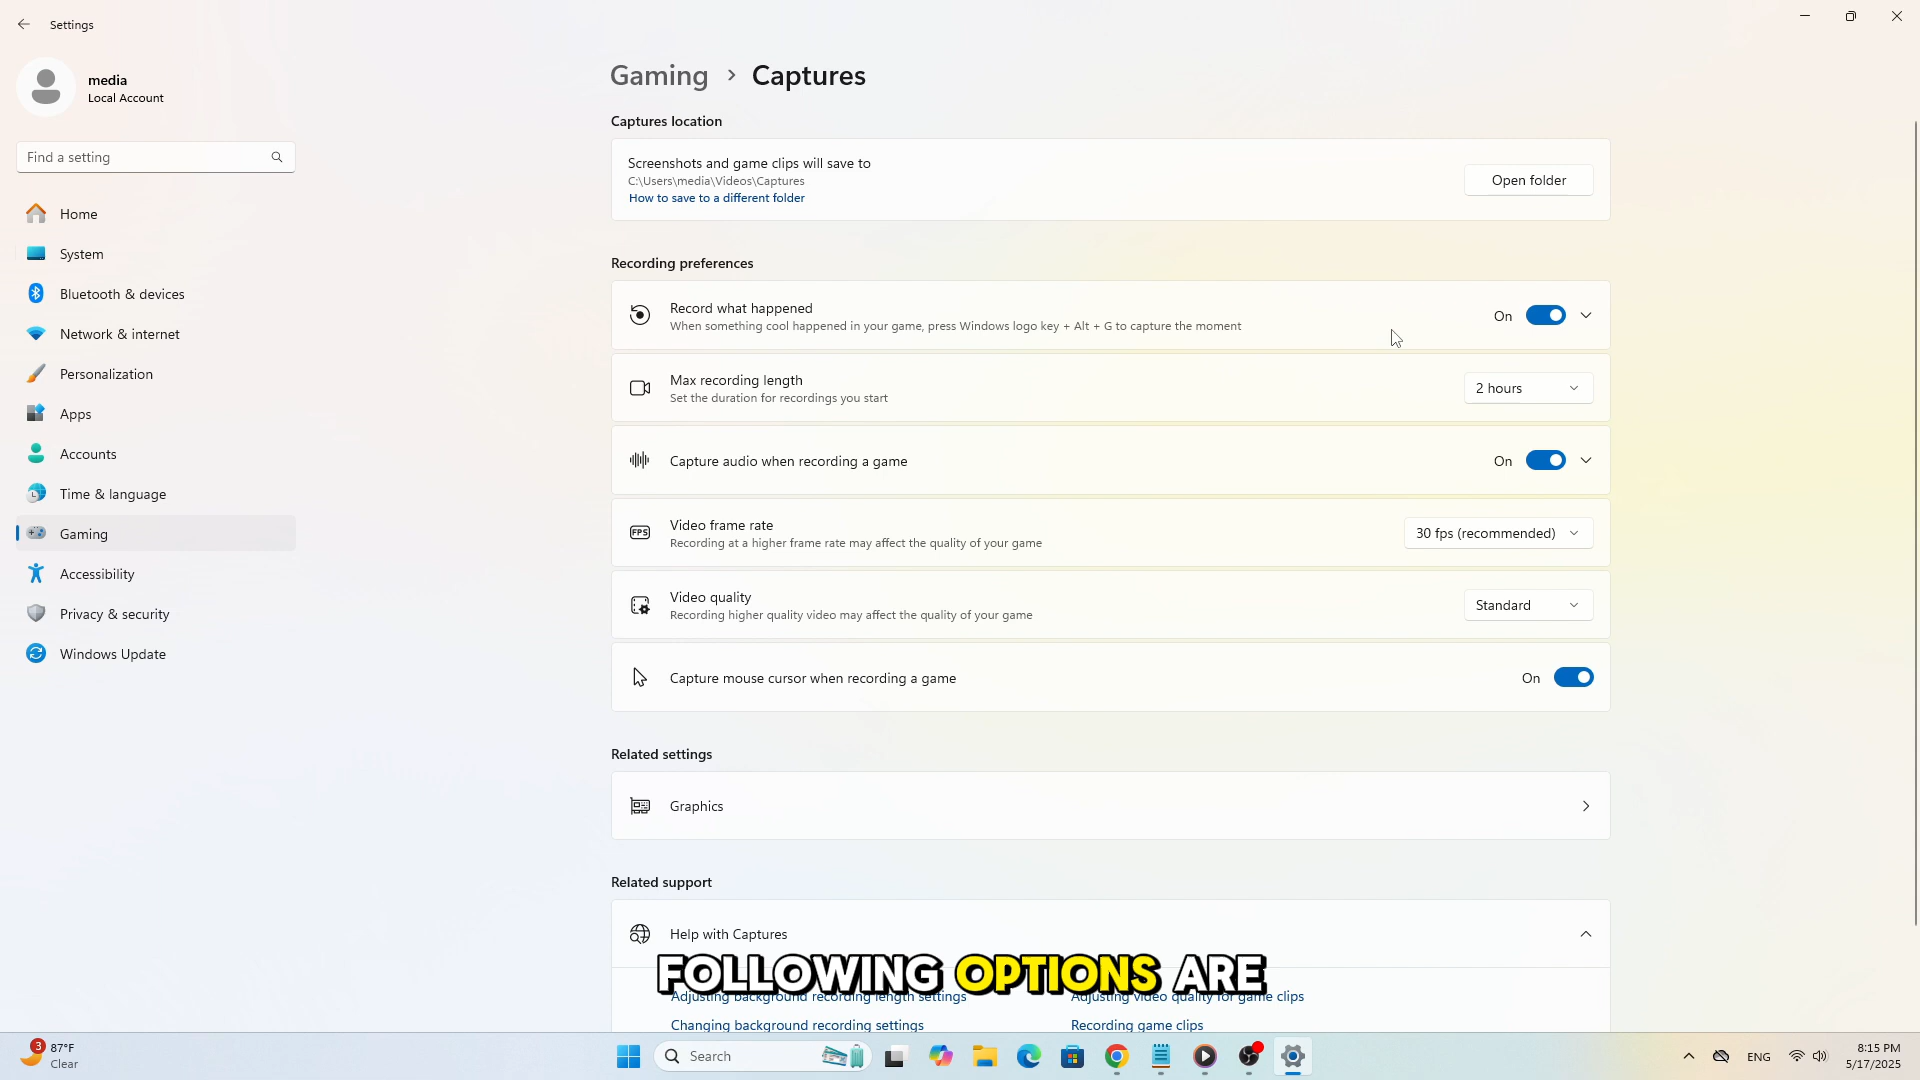 Settings
media
Local Account
Find a setting
Home
System
Bluetooth & devices
Network & internet
Personalization
Apps
Accounts
Time & language
Gaming
Accessibility
Privacy & security
Windows Update
Gaming > Captures
Captures location
Screenshots and game clips will save to
C:\Users\media\Videos\Captures
How to save to a different folder
Open folder
Recording preferences
Record what happened
When something cool happened in your game, press Windows logo key + Alt + G to capture the moment
On
Max recording length
Set the duration for recordings you start
2 hours
Capture audio when recording a game
On
FPS
Video frame rate
Recording at a higher frame rate may affect the quality of your game
30 fps (recommended)
Video quality
Recording higher quality video may affect the quality of your game
Standard
Capture mouse cursor when recording a game
On
Related settings
Graphics
Related support
Help with Captures
FOLLOWING OPTIONS ARE
Adjusting background recording length settings
Adjusting video quality for game clips
Changing background recording settings
Recording game clips
3
87°F
Clear
Search
ENG
8:15 PM
5/17/2025